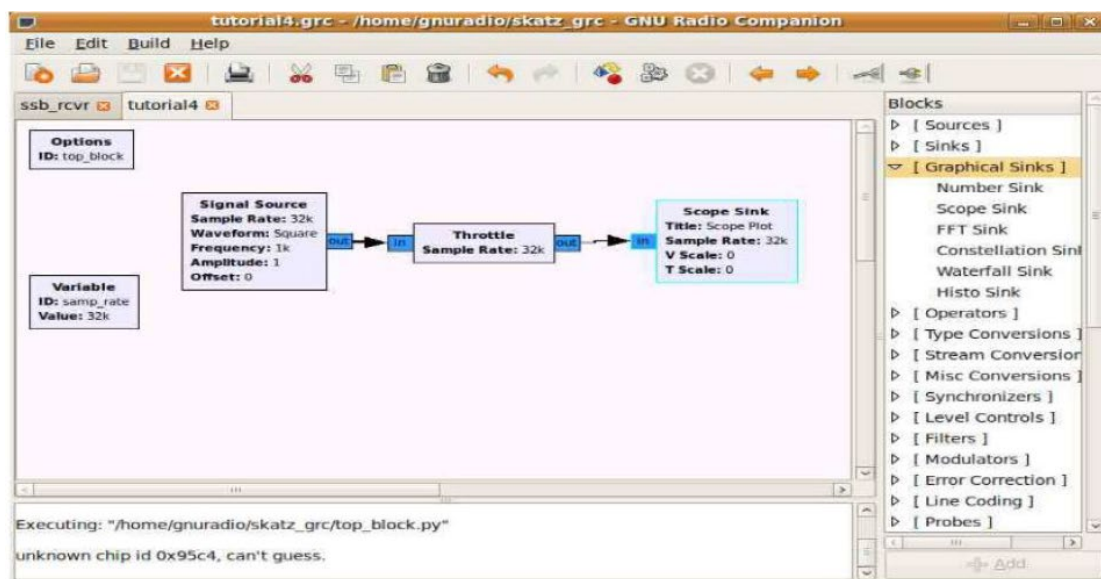 tutorial4.grc - /home/gnuradio/skatz_grc - GNU Radio Companion
File Edit Build Help
ssb_rcvr tutorial4
Options
ID: top_block
Signal Source
Sample Rate: 32k
Waveform: Square
Frequency: 1k
Amplitude: 1
Offset: 0
out
in
Throttle
Sample Rate: 32k
out
in
Scope Sink
Title: Scope Plot
Sample Rate: 32k
V Scale: 0
T Scale: 0
Variable
ID: samp_rate
Value: 32k
Blocks
[ Sources ]
[ Sinks ]
[ Graphical Sinks ]
Number Sink
Scope Sink
FFT Sink
Constellation Sinl
Waterfall Sink
Histo Sink
[ Operators ]
[ Type Conversions ]
[ Stream Conversior
[ Misc Conversions ]
[ Synchronizers ]
[ Level Controls ]
[ Filters ]
[ Modulators ]
[ Error Correction ]
[ Line Coding ]
[ Probes ]
Add
Executing: "/home/gnuradio/skatz_grc/top_block.py"
unknown chip id 0x95c4, can't guess.